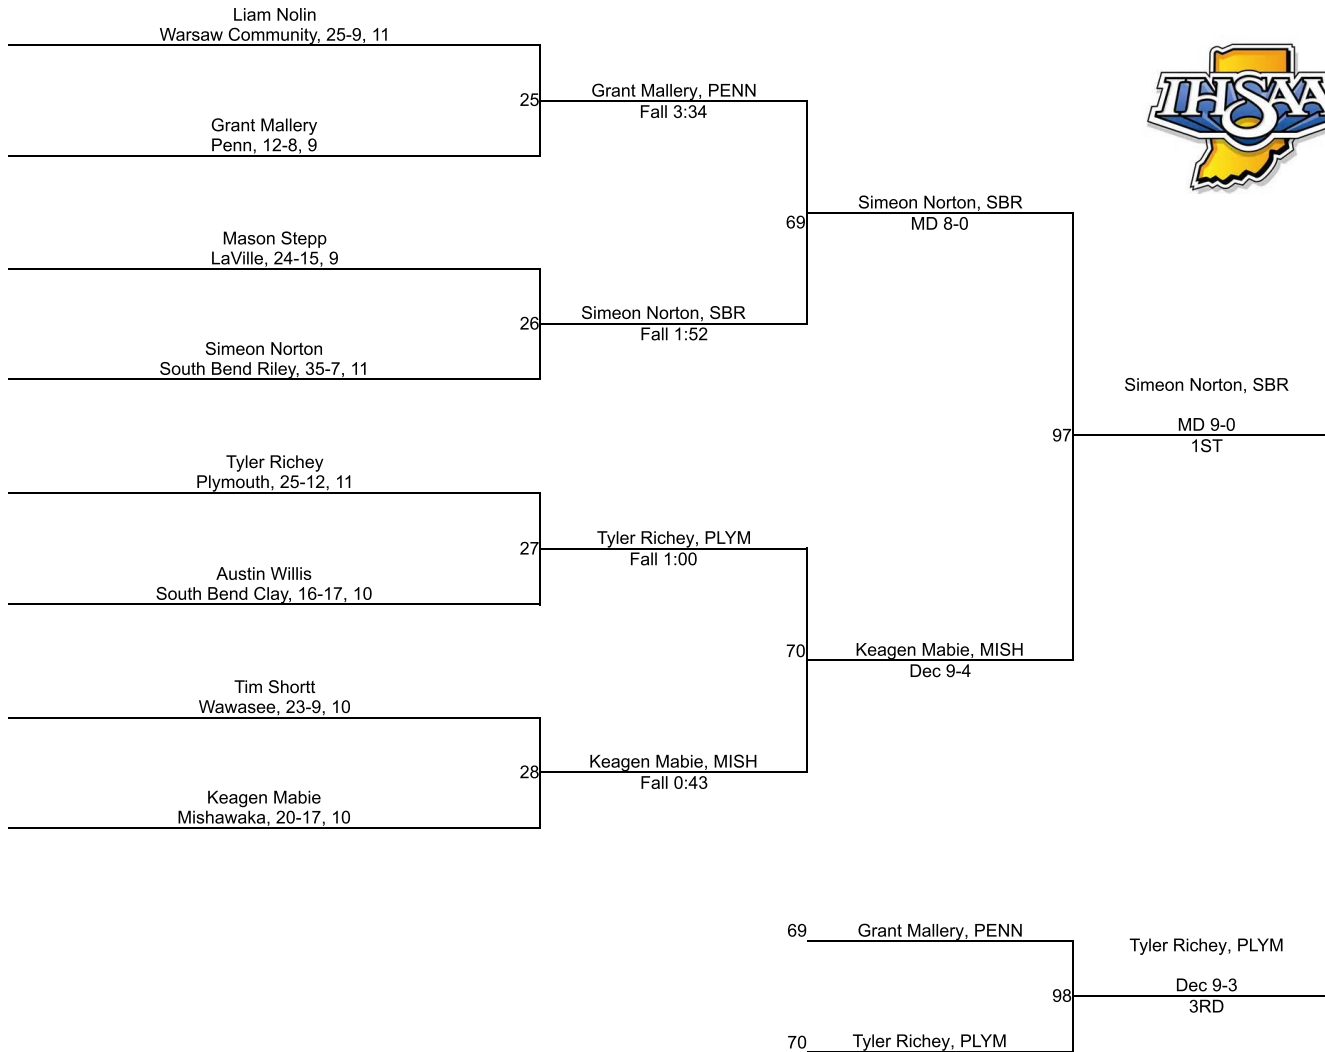 Liam Nolin
Warsaw Community, 25-9, 11
25
Grant Mallery, PENN
Fall 3:34
Grant Mallery
Penn, 12-8, 9
IHSAA
69
Simeon Norton, SBR
MD 8-0
Mason Stepp
LaVille, 24-15, 9
26
Simeon Norton, SBR
Fall 1:52
Simeon Norton
South Bend Riley, 35-7, 11
97
Simeon Norton, SBR
MD 9-0
1ST
Tyler Richey
Plymouth, 25-12, 11
27
Tyler Richey, PLYM
Fall 1:00
Austin Willis
South Bend Clay, 16-17, 10
70
Keagen Mabie, MISH
Dec 9-4
Tim Shortt
Wawasee, 23-9, 10
28
Keagen Mabie, MISH
Fall 0:43
Keagen Mabie
Mishawaka, 20-17, 10
69
Grant Mallery, PENN
98
Tyler Richey, PLYM
Dec 9-3
3RD
70
Tyler Richey, PLYM